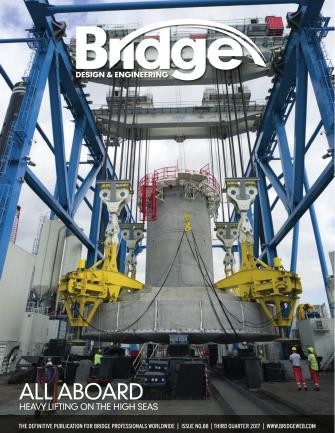 Bridge
DESIGN & ENGINEERING
ALL ABOARD
HEAVY LIFTING ON THE HIGH SEAS
THE DEFINITIVE PUBLICATION FOR BRIDGE PROFESSIONALS WORLDWIDE | ISSUE NO.88 | THIRD QUARTER 2017 | WWW.BRIDGEWEB.COM